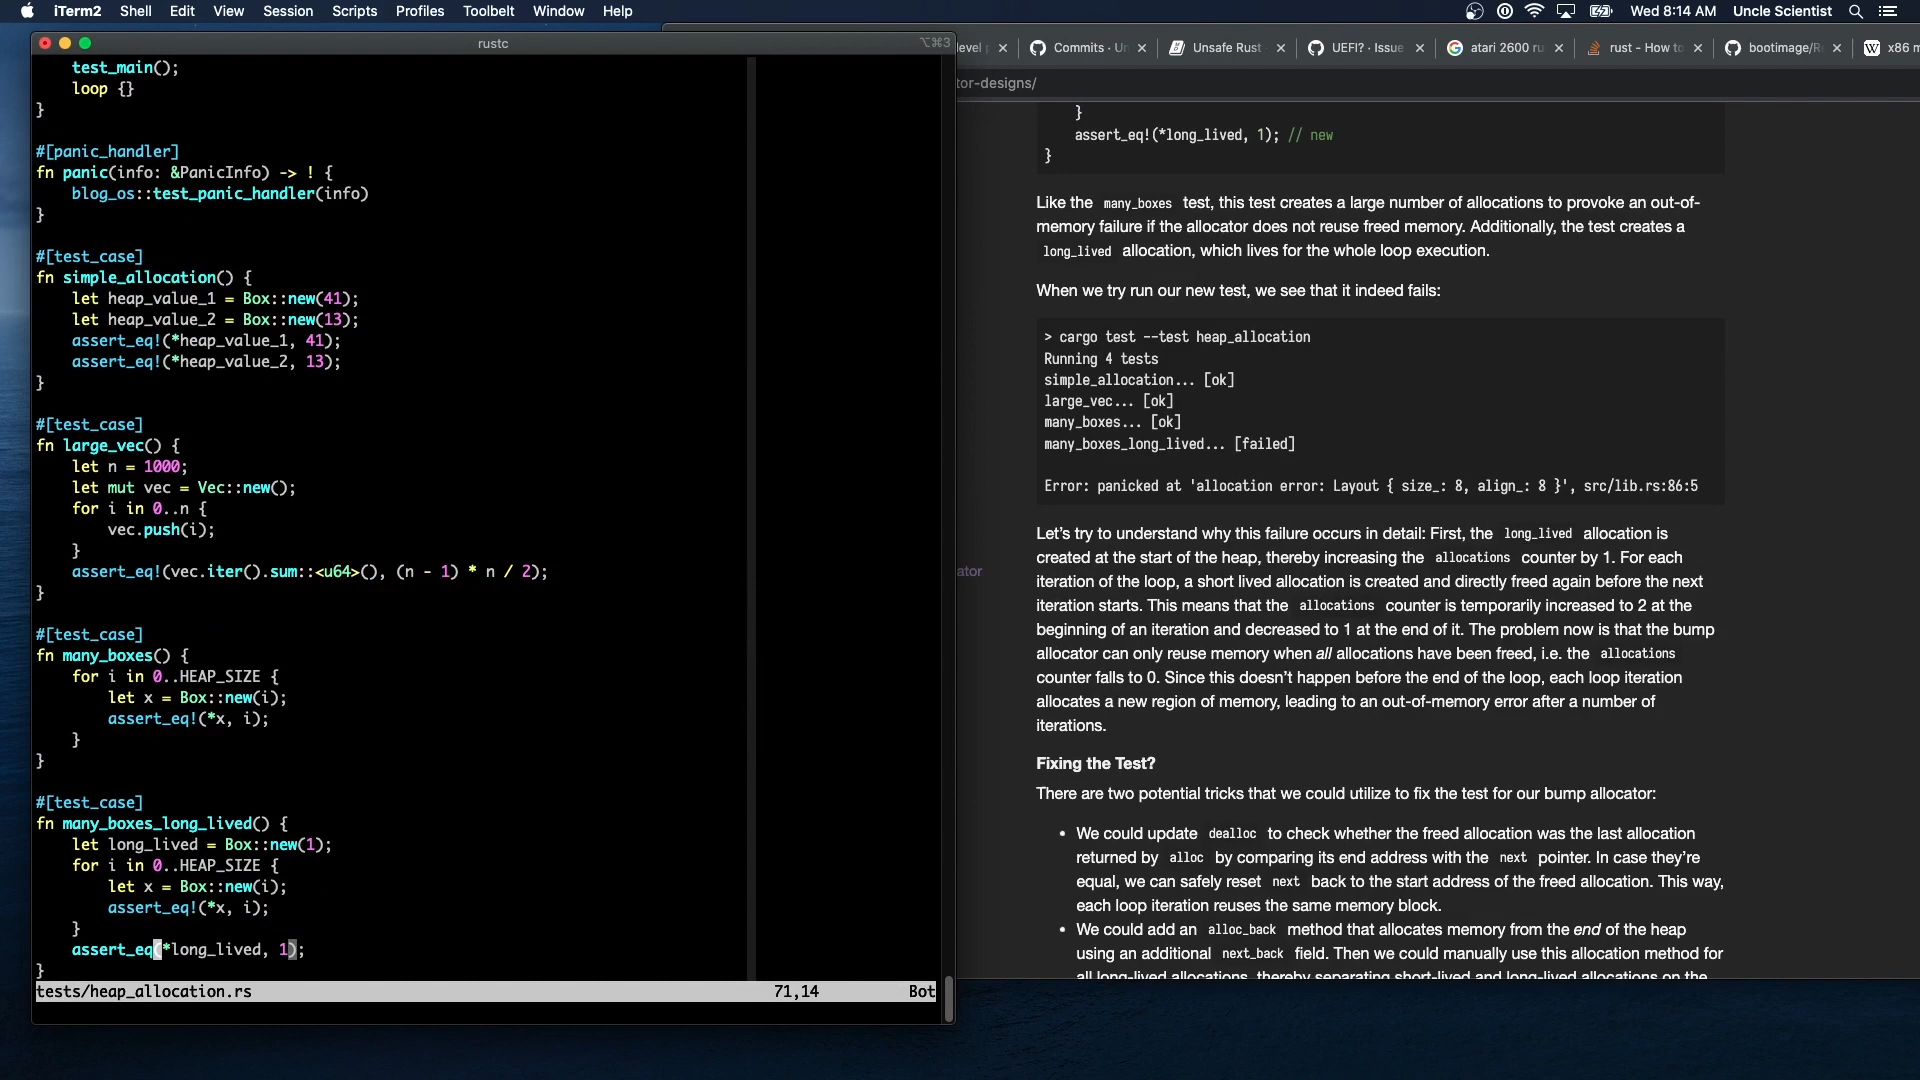 iTerm2 Shell Edit View Session Scripts Profiles Toolbelt Window Help Wed 8:14 AM Uncle Scientist
rustc ⌥⌘3
test_main();
loop {}
}
#[panic_handler]
fn panic(info: &PanicInfo) -> ! {
blog_os::test_panic_handler(info)
}
#[test_case]
fn simple_allocation() {
let heap_value_1 = Box::new(41);
let heap_value_2 = Box::new(13);
assert_eq!(*heap_value_1, 41);
assert_eq!(*heap_value_2, 13);
}
#[test_case]
fn large_vec() {
let n = 1000;
let mut vec = Vec::new();
for i in 0..n {
vec.push(i);
}
assert_eq!(vec.iter().sum::<u64>(), (n - 1) * n / 2);
}
#[test_case]
fn many_boxes() {
for i in 0..HEAP_SIZE {
let x = Box::new(i);
assert_eq!(*x, i);
}
}
#[test_case]
fn many_boxes_long_lived() {
let long_lived = Box::new(1);
for i in 0..HEAP_SIZE {
let x = Box::new(i);
assert_eq!(*x, i);
}
assert_eq(*long_lived, 1);
}
tests/heap_allocation.rs 71,14 Bot
level Commits · Un Unsafe Rust - UEFI? · Issue atari 2600 ru rust - How to bootimage/R x86 m
tor-designs/
}
assert_eq!(*long_lived, 1); // new
}
Like the many_boxes test, this test creates a large number of allocations to provoke an out-of-
memory failure if the allocator does not reuse freed memory. Additionally, the test creates a
long_lived allocation, which lives for the whole loop execution.
When we try run our new test, we see that it indeed fails:
> cargo test --test heap_allocation
Running 4 tests
simple_allocation... [ok]
large_vec... [ok]
many_boxes... [ok]
many_boxes_long_lived... [failed]
Error: panicked at 'allocation error: Layout { size_: 8, align_: 8 }', src/lib.rs:86:5
Let's try to understand why this failure occurs in detail: First, the long_lived allocation is
created at the start of the heap, thereby increasing the allocations counter by 1. For each
ator
iteration of the loop, a short lived allocation is created and directly freed again before the next
iteration starts. This means that the allocations counter is temporarily increased to 2 at the
beginning of an iteration and decreased to 1 at the end of it. The problem now is that the bump
allocator can only reuse memory when all allocations have been freed, i.e. the allocations
counter falls to 0. Since this doesn't happen before the end of the loop, each loop iteration
allocates a new region of memory, leading to an out-of-memory error after a number of
iterations.
Fixing the Test?
There are two potential tricks that we could utilize to fix the test for our bump allocator:
• We could update dealloc to check whether the freed allocation was the last allocation
returned by alloc by comparing its end address with the next pointer. In case they're
equal, we can safely reset next back to the start address of the freed allocation. This way,
each loop iteration reuses the same memory block.
• We could add an alloc_back method that allocates memory from the end of the heap
using an additional next_back field. Then we could manually use this allocation method for
all long-lived allocations, thereby separating short-lived and long-lived allocations on the